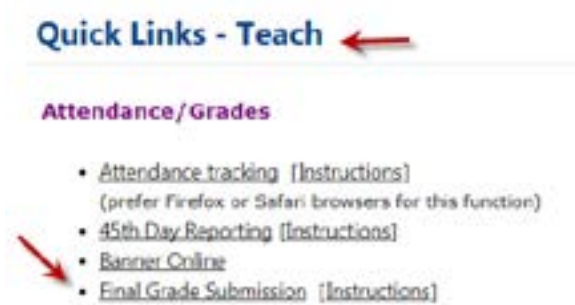 Quick Links - Teach
Attendance/Grades
• Attendance tracking [Instructions]
(prefer Firefox or Safari browsers for this function)
• 45th Day Reporting [Instructions]
• Banner Online
• Final Grade Submission [Instructions]